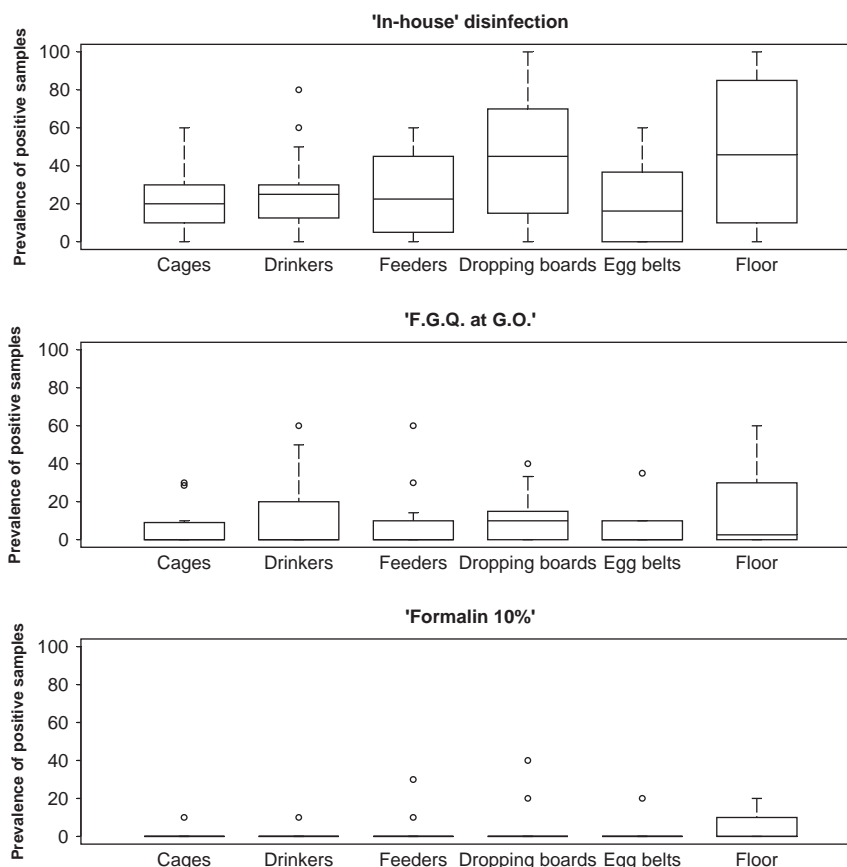 'In-house' disinfection
Prevalence of positive samples
100
80
60
40
20
0
Cages Drinkers Feeders Dropping boards Egg belts Floor
'F.G.Q. at G.O.'
Prevalence of positive samples
100
80
60
40
20
0
Cages Drinkers Feeders Dropping boards Egg belts Floor
'Formalin 10%'
Prevalence of positive samples
100
80
60
40
20
0
Cages Drinkers Feeders Dropping boards Egg belts Floor